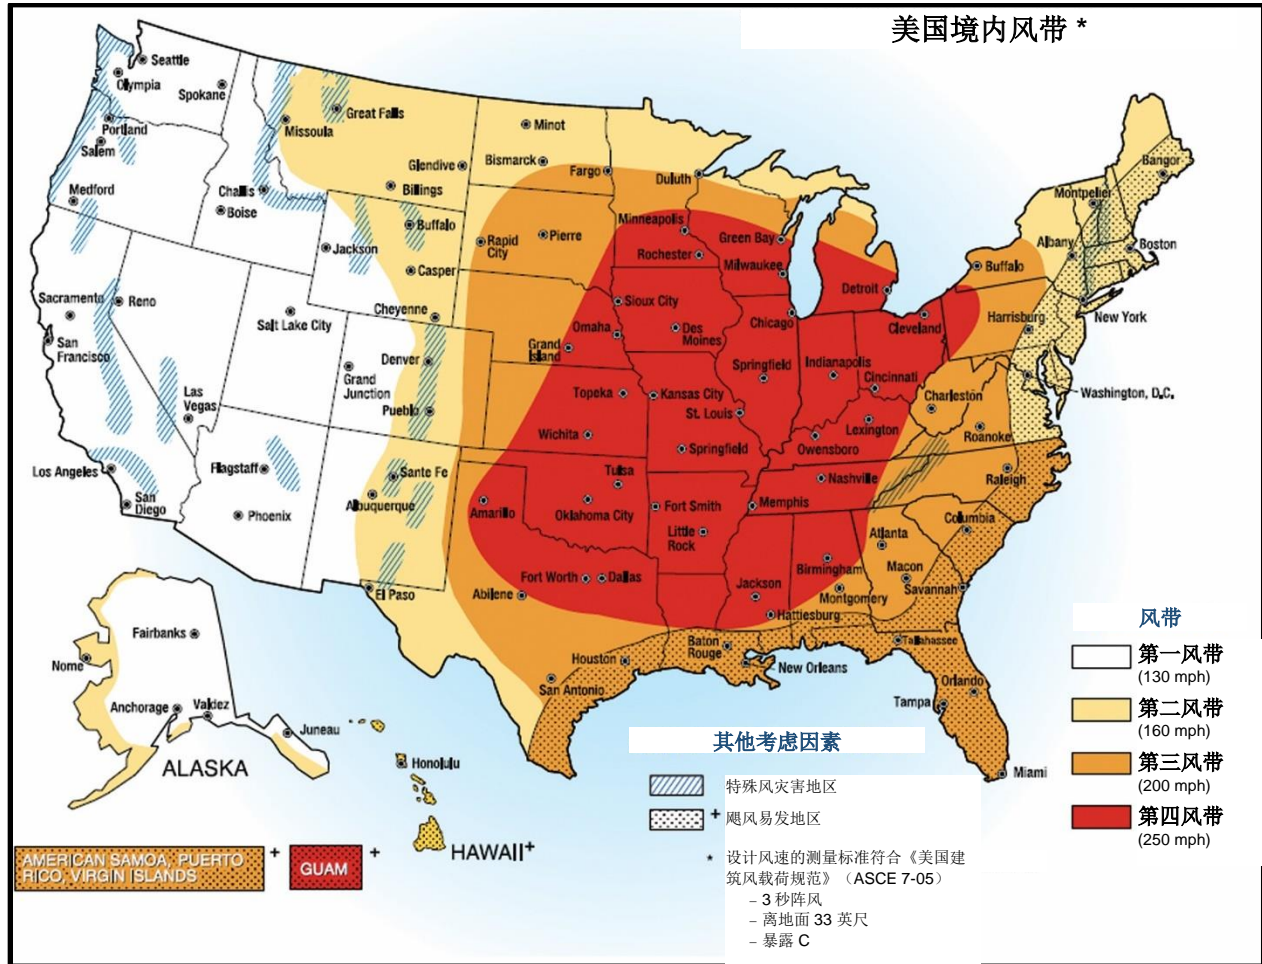 美国境内风带 *
Seattle
Olympia
Spokane
Portland
Salem
Medford
Missoula
Great Falls
Glendive
Billings
Challis
Boise
Jackson
Buffalo
Casper
Cheyenne
Minot
Bismarck
Fargo
Duluth
Rapid
City
Pierre
Minneapolis
Rochester
Green Bay
Milwaukee
Detroit
Bangor
Montpelier
Albany
Boston
Buffalo
New York
Harrisburg
Cleveland
Washington, D.C.
Sacramento
Reno
San
Francisco
Salt Lake City
Las
Vegas
Grand
Junction
Denver
Pueblo
Sioux City
Omaha
Des
Moines
Grand
Island
Chicago
Springfield
Indianapolis
Cincinnati
Topeka
Kansas City
St. Louis
Charleston
Lexington
Roanoke
Owensboro
Wichita
Springfield
Los Angeles
San
Diego
Flagstaff
Phoenix
Sante Fe
Albuquerque
Tulsa
Amarillo
Oklahoma City
Fort Smith
Memphis
Nashville
Raleigh
Little
Rock
Columbia
Atlanta
Birmingham
Macon
Savannah
El Paso
Abilene
Fort Worth
Dallas
Jackson
Montgomery
Hattiesburg
Baton
Rouge
Tallahassee
Houston
New Orleans
San Antonio
Orlando
Tampa
Miami
Fairbanks
Nome
Anchorage
Valdez
Juneau
ALASKA
Honolulu
HAWAII+
AMERICAN SAMOA, PUERTO
RICO, VIRGIN ISLANDS
+
GUAM
+
风带
第一风带
(130 mph)
第二风带
(160 mph)
第三风带
(200 mph)
第四风带
(250 mph)
其他考虑因素
特殊风灾害地区
+ 飓风易发地区
* 设计风速的测量标准符合《美国建
筑风载荷规范》（ASCE 7-05）
– 3 秒阵风
– 离地面 33 英尺
– 暴露 C